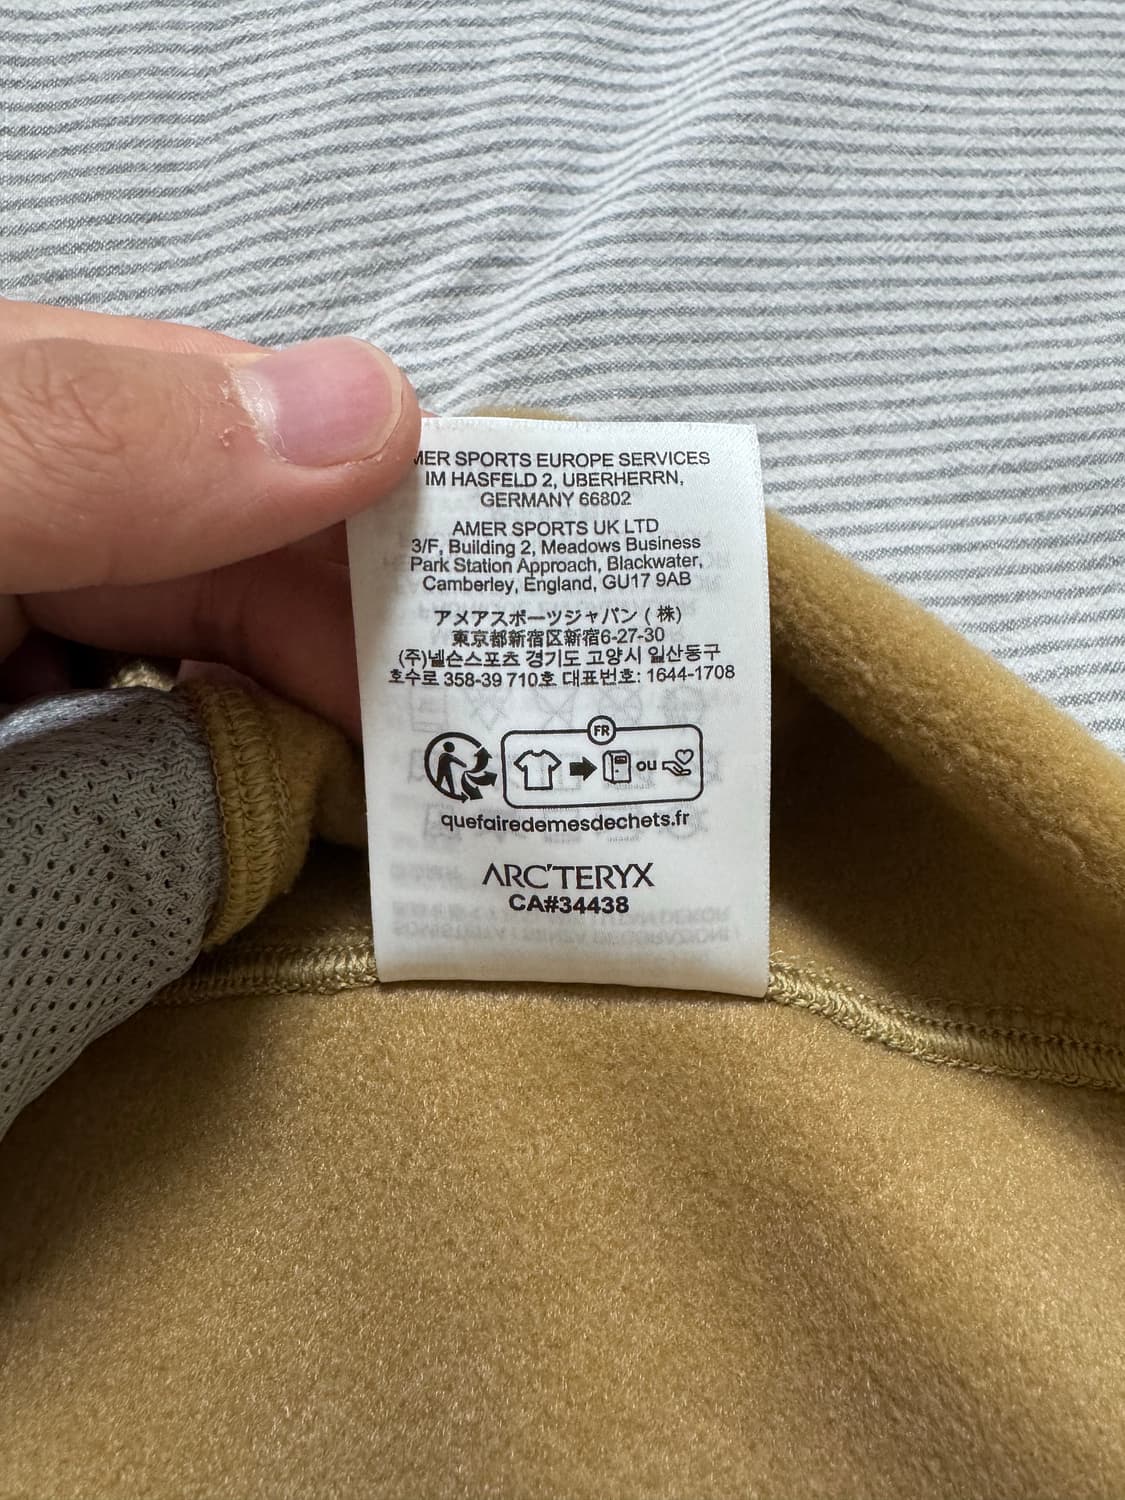 MER SPORTS EUROPE SERVICES
IM HASFELD 2, UBERHERRN,
GERMANY 66802
AMER SPORTS UK LTD
3/F, Building 2, Meadows Business
Park Station Approach, Blackwater,
Camberley, England, GU17 9AB
アメアスポーツジャパン ( 株)
東京都新宿区新宿6-27-30
(주)넬슨스포츠 경기도 고양시 일산동구
호수로 358-39 710호 대표번호: 1644-1708
FR
ou
quefairedemesdechets.fr
ARC'TERYX
CA#34438